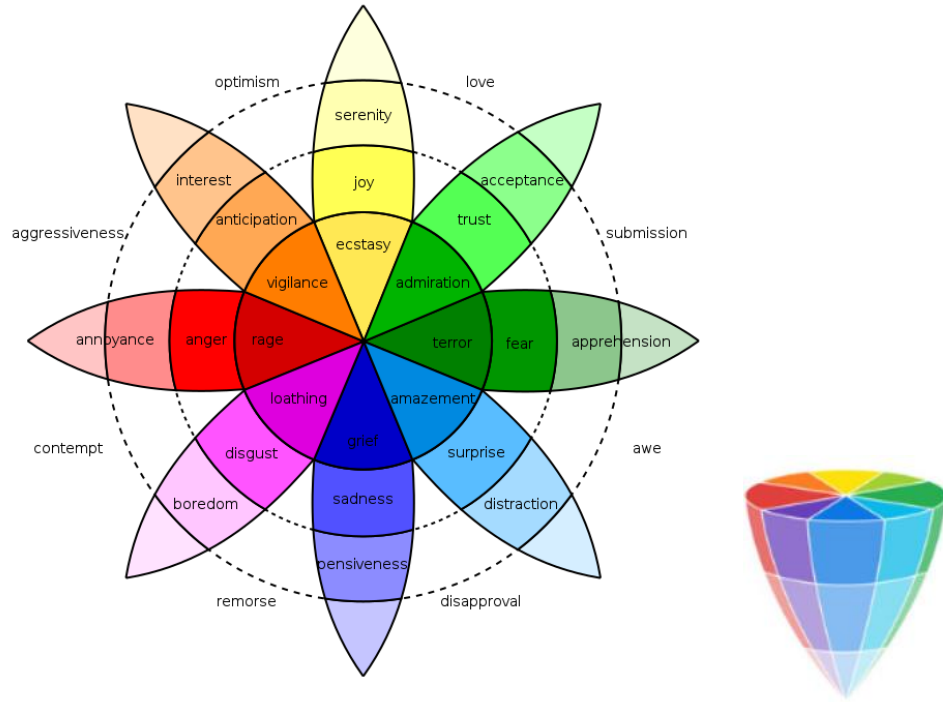 optimism
love
serenity
interest
acceptance
joy
anticipation
trust
aggressiveness
submission
ecstasy
vigilance
admiration
annoyance
anger
rage
terror
fear
apprehension
loathing
amazement
contempt
grief
awe
disgust
surprise
boredom
sadness
distraction
pensiveness
remorse
disapproval